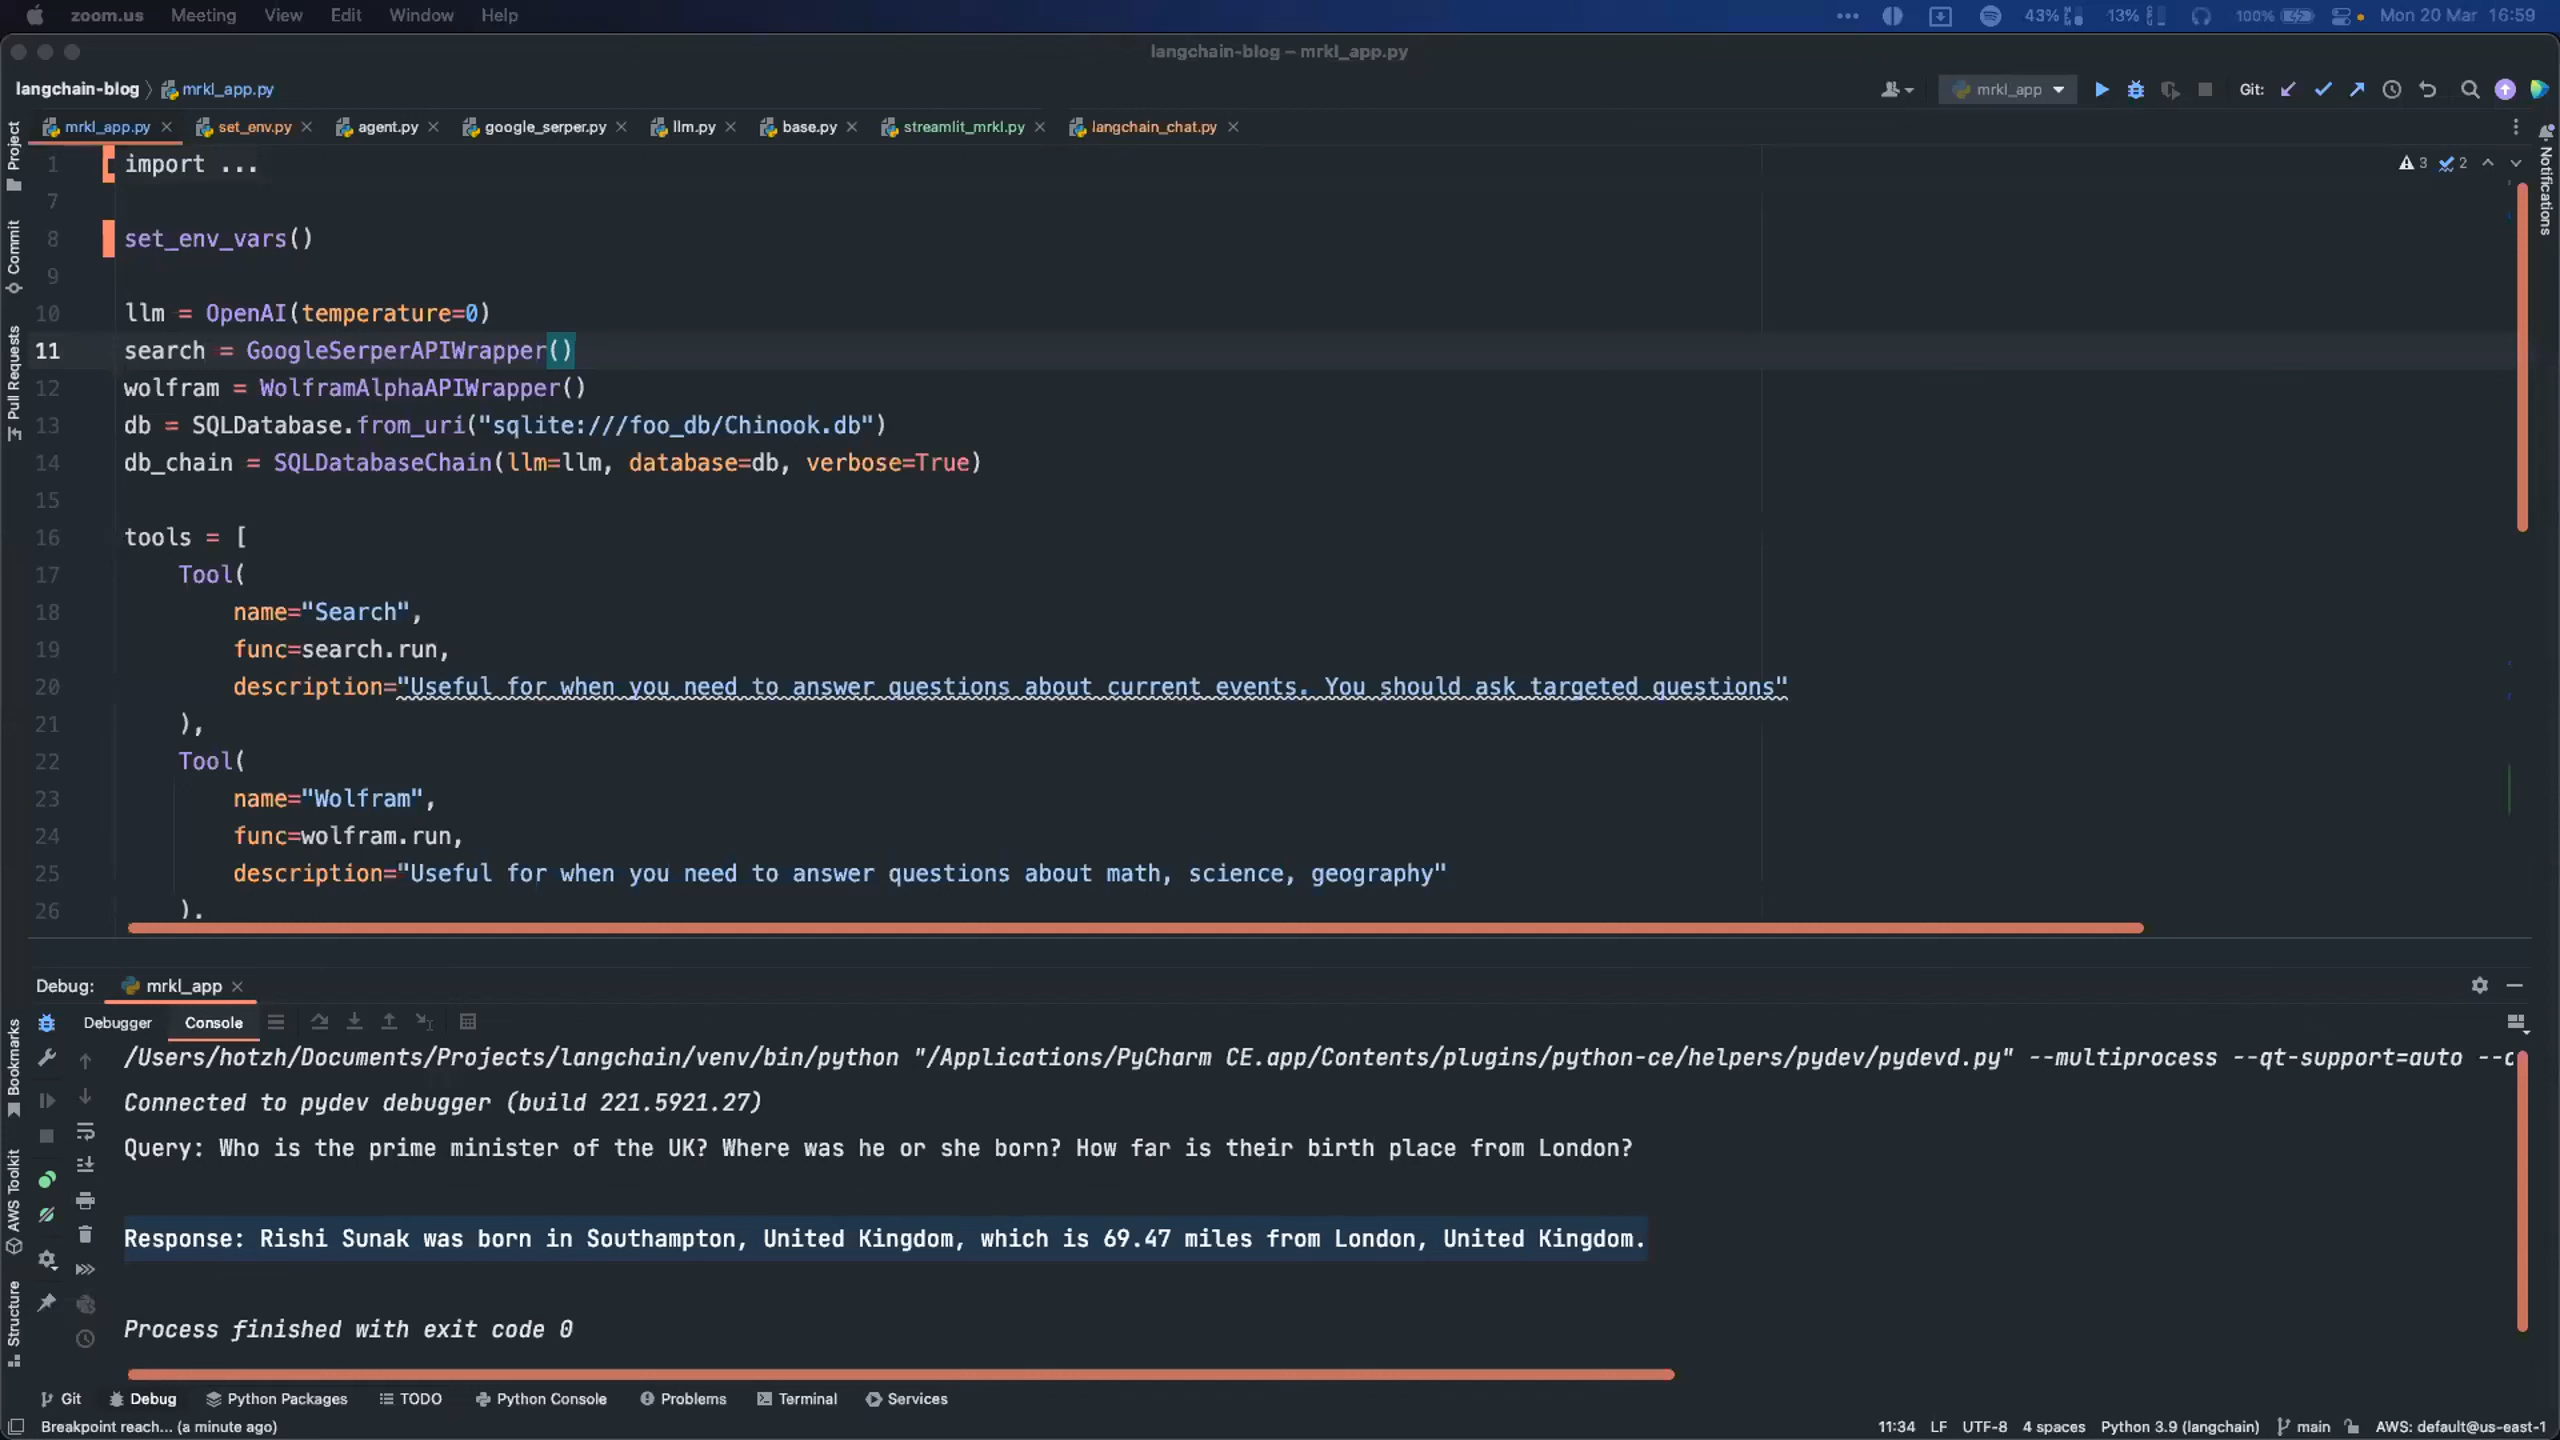 zoom.us Meeting View Edit Window Help 43% 13% 100% Mon 20 Mar 16:59
langchain-blog – mrkl_app.py
langchain-blog mrkl_app.py mrkl_app Git:
mrkl_app.py set_env.py agent.py google_serper.py llm.py base.py streamlit_mrkl.py langchain_chat.py
Project
Commit
Pull Requests
Notifications
3 2
1 import ...
7
8 set_env_vars()
9
10 llm = OpenAI(temperature=0)
11 search = GoogleSerperAPIWrapper()
12 wolfram = WolframAlphaAPIWrapper()
13 db = SQLDatabase.from_uri("sqlite:///foo_db/Chinook.db")
14 db_chain = SQLDatabaseChain(llm=llm, database=db, verbose=True)
15
16 tools = [
17 Tool(
18 name="Search",
19 func=search.run,
20 description="Useful for when you need to answer questions about current events. You should ask targeted questions"
21 ),
22 Tool(
23 name="Wolfram",
24 func=wolfram.run,
25 description="Useful for when you need to answer questions about math, science, geography"
26 ),
Debug: mrkl_app
Debugger Console
Bookmarks
AWS Toolkit
Structure
/Users/hotzh/Documents/Projects/langchain/venv/bin/python "/Applications/PyCharm CE.app/Contents/plugins/python-ce/helpers/pydev/pydevd.py" --multiprocess --qt-support=auto
Connected to pydev debugger (build 221.5921.27)
Query: Who is the prime minister of the UK? Where was he or she born? How far is their birth place from London?
Response: Rishi Sunak was born in Southampton, United Kingdom, which is 69.47 miles from London, United Kingdom.
Process finished with exit code 0
Git Debug Python Packages TODO Python Console Problems Terminal Services
Breakpoint reach... (a minute ago) 11:34 LF UTF-8 4 spaces Python 3.9 (langchain) main AWS: default@us-east-1